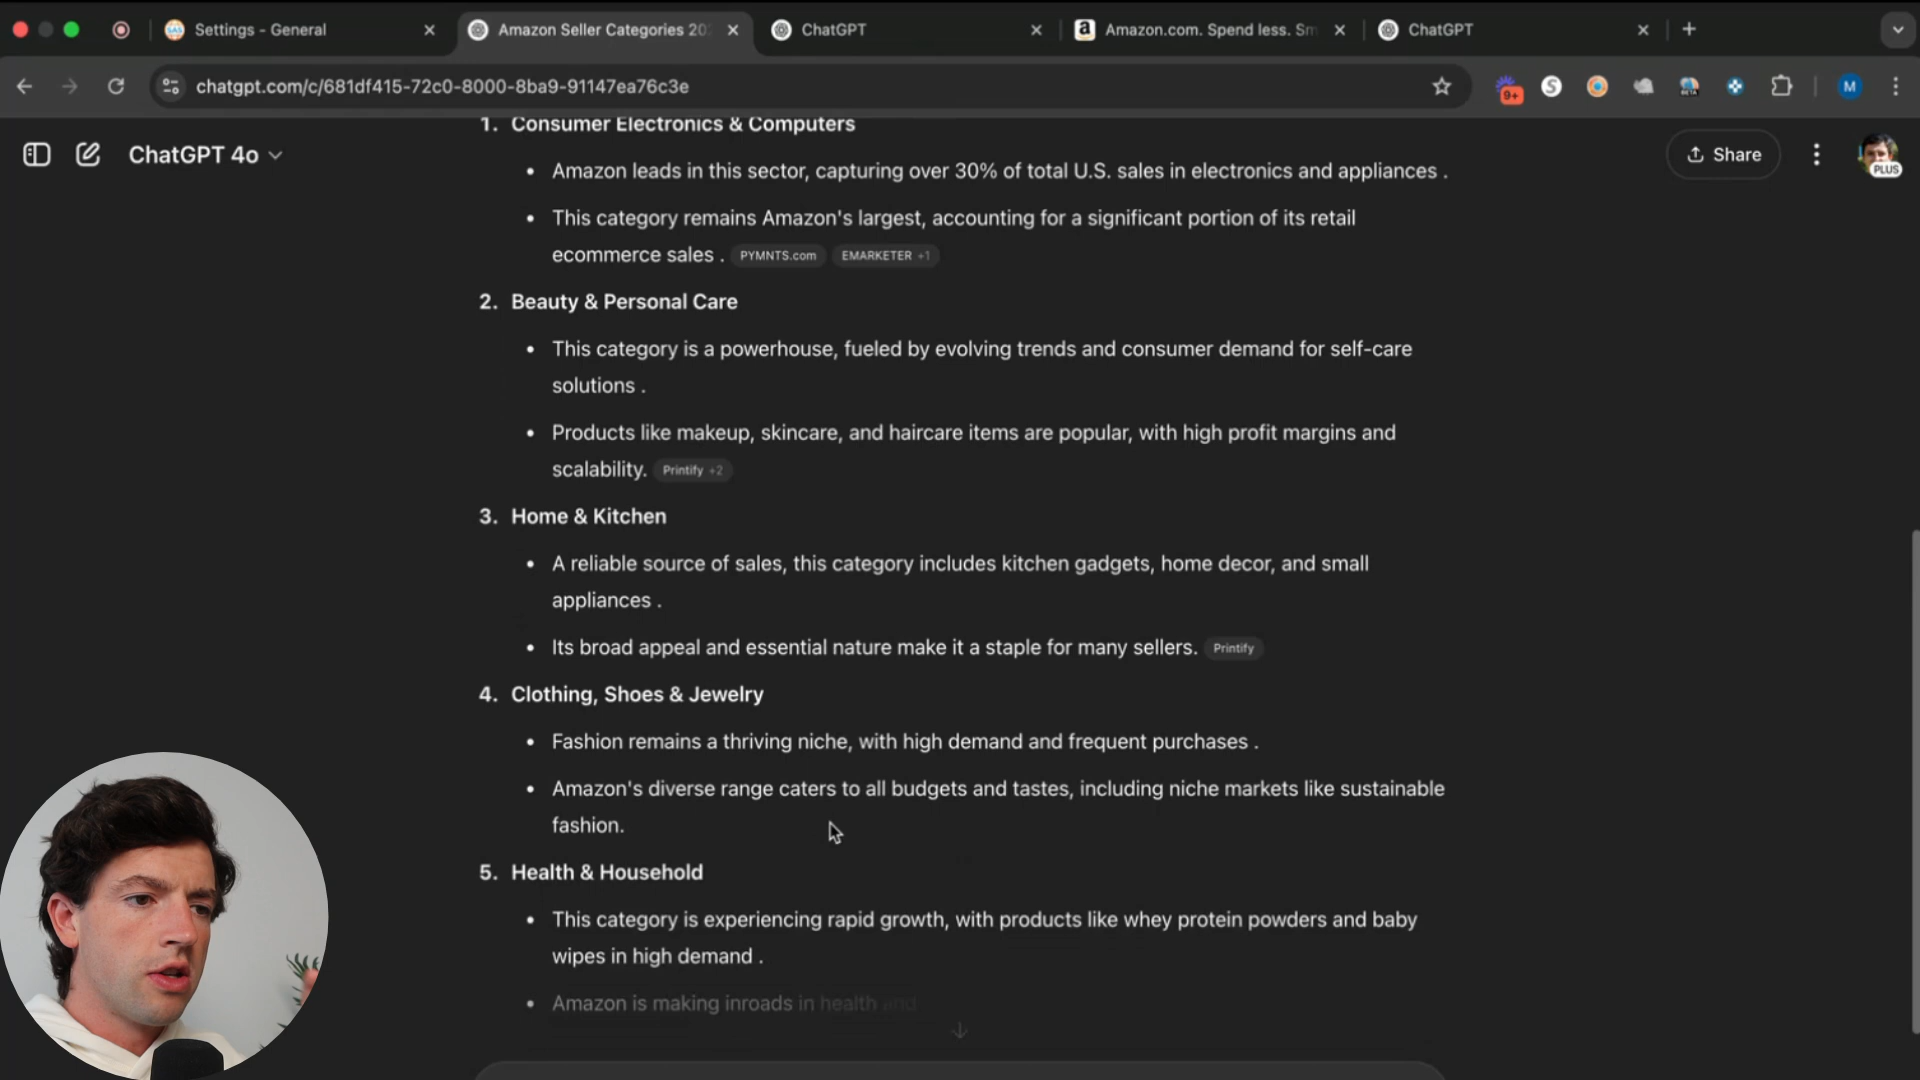 Settings - General
Amazon Seller Categories 20
ChatGPT
Amazon.com. Spend less. Sm
ChatGPT
chatgpt.com/c/681df415-72c0-8000-8ba9-91147ea76c3e
9+
S
BETA
M
ChatGPT 4o
Share
PLUS
1. Consumer Electronics & Computers
• Amazon leads in this sector, capturing over 30% of total U.S. sales in electronics and appliances .
• This category remains Amazon's largest, accounting for a significant portion of its retail
ecommerce sales . PYMNTS.com EMARKETER +1
2. Beauty & Personal Care
• This category is a powerhouse, fueled by evolving trends and consumer demand for self-care
solutions .
• Products like makeup, skincare, and haircare items are popular, with high profit margins and
scalability. Printify +2
3. Home & Kitchen
• A reliable source of sales, this category includes kitchen gadgets, home decor, and small
appliances .
• Its broad appeal and essential nature make it a staple for many sellers. Printify
4. Clothing, Shoes & Jewelry
• Fashion remains a thriving niche, with high demand and frequent purchases .
• Amazon's diverse range caters to all budgets and tastes, including niche markets like sustainable
fashion.
5. Health & Household
• This category is experiencing rapid growth, with products like whey protein powders and baby
wipes in high demand .
• Amazon is making inroads in health and